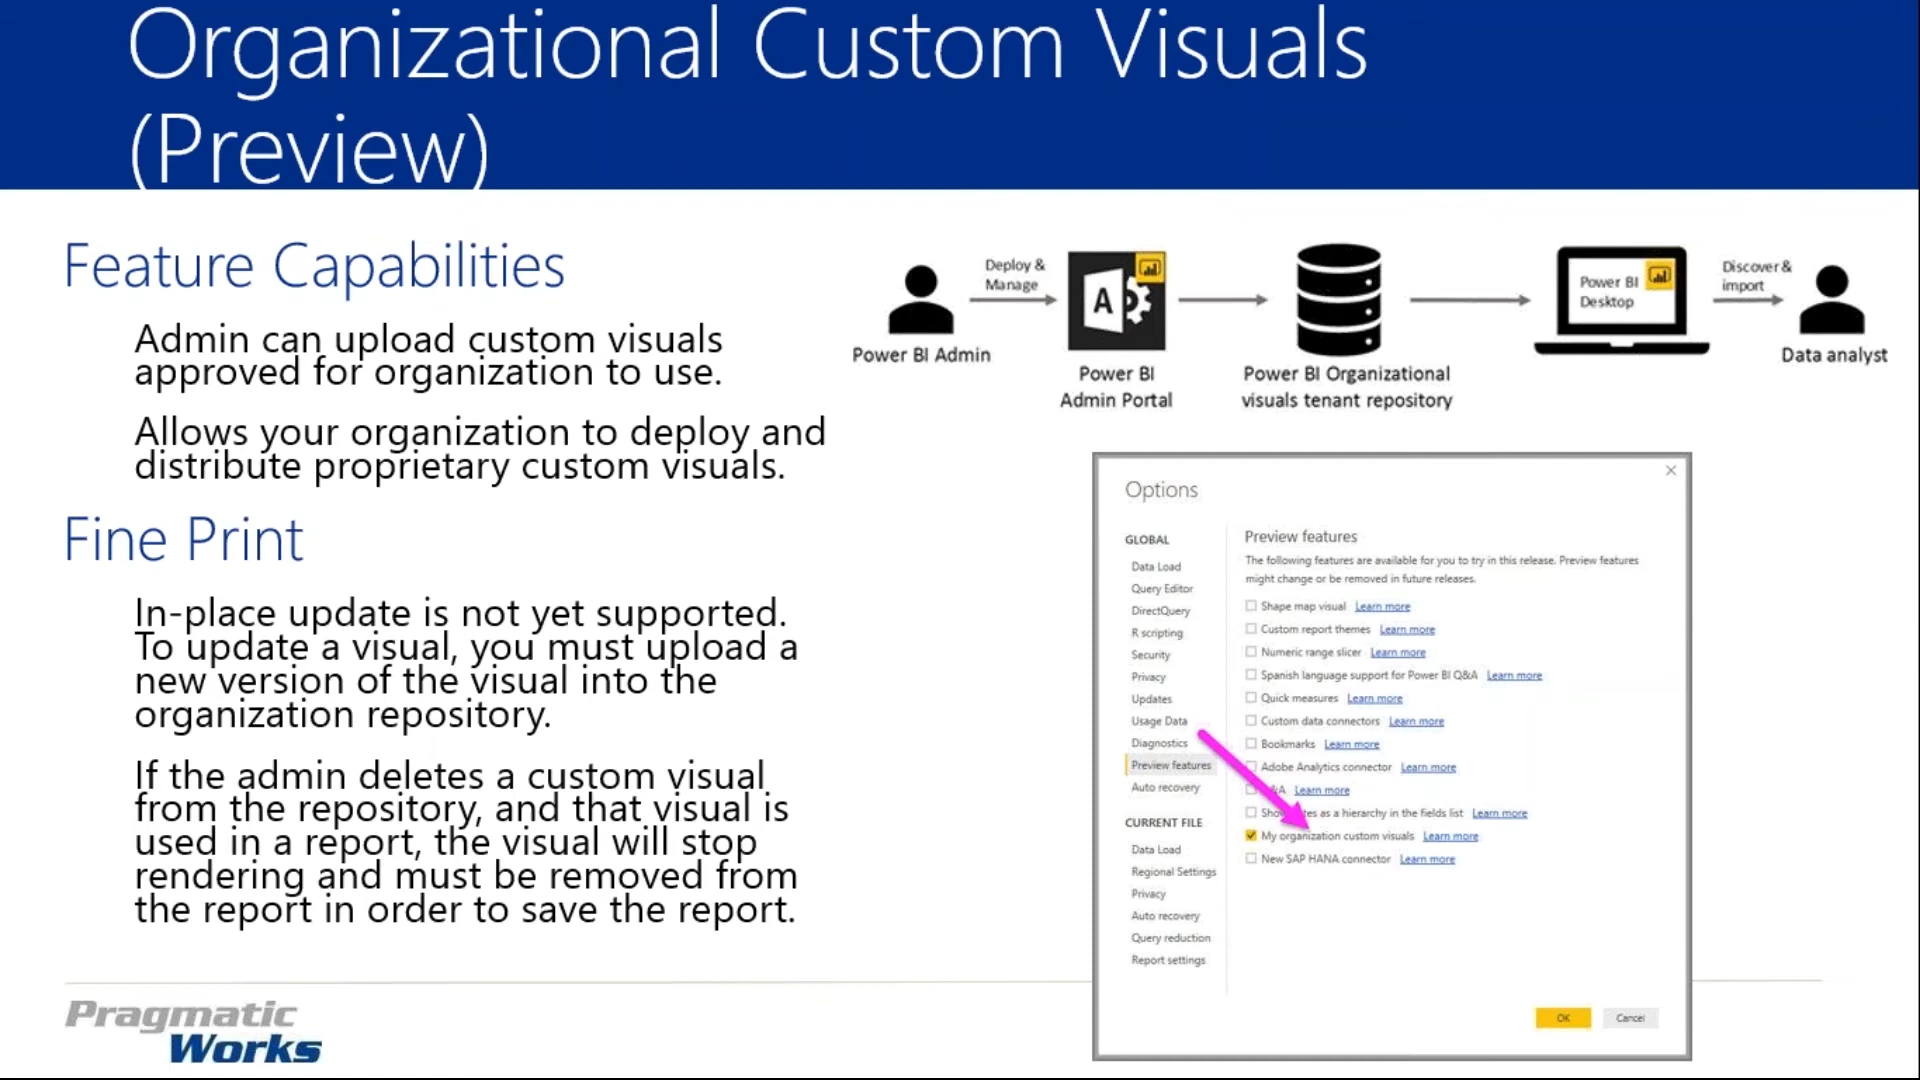 Organizational Custom Visuals
(Preview)
Feature Capabilities
Admin can upload custom visuals
approved for organization to use.
Allows your organization to deploy and
distribute proprietary custom visuals.
Fine Print
In-place update is not yet supported.
To update a visual, you must upload a
new version of the visual into the
organization repository.
If the admin deletes a custom visual
from the repository, and that visual is
used in a report, the visual will stop
rendering and must be removed from
the report in order to save the report.
Pragmatic
Works
Power BI Admin
Deploy &
Manage
A
Power BI
Admin Portal
Power BI Organizational
visuals tenant repository
Power BI
Desktop
Discover &
import
Data analyst
Options
GLOBAL
Data Load
Query Editor
DirectQuery
R scripting
Security
Privacy
Updates
Usage Data
Diagnostics
Preview features
Auto recovery
CURRENT FILE
Data Load
Regional Settings
Privacy
Auto recovery
Query reduction
Report settings
Preview features
The following features are available for you to try in this release. Preview features
might change or be removed in future releases.
Shape map visual Learn more
Custom report themes Learn more
Numeric range slicer Learn more
Spanish language support for Power BI Q&A Learn more
Quick measures Learn more
Custom data connectors Learn more
Bookmarks Learn more
Adobe Analytics connector Learn more
Learn more
as a hierarchy in the fields list Learn more
My organization custom visuals Learn more
New SAP HANA connector Learn more
OK
Cancel